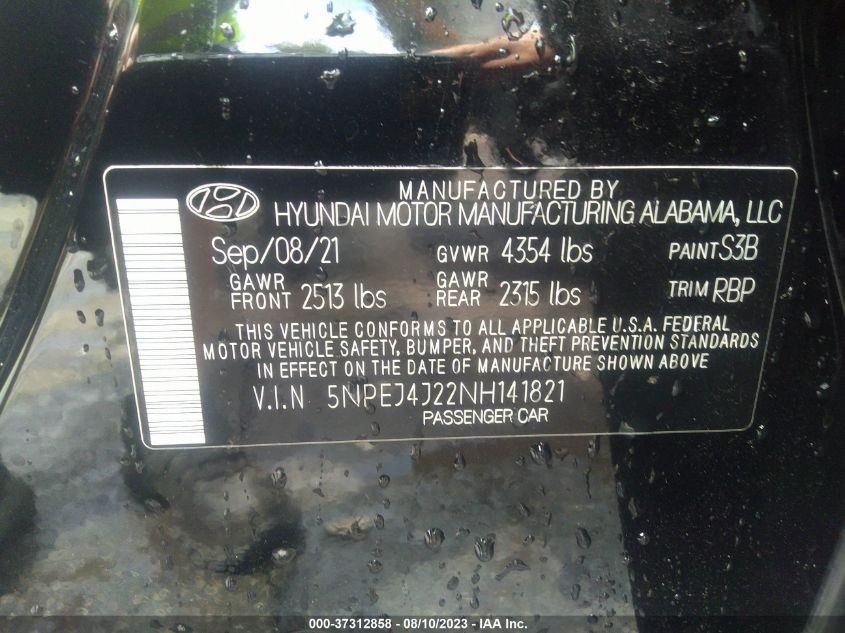 MANUFACTURED BY
HYUNDAI MOTOR MANUFACTURING ALABAMA, LLC
Sep/08/21 GVWR 4354 lbs PAINT S3B
GAWR FRONT 2513 lbs GAWR REAR 2315 lbs TRIM RBP
THIS VEHICLE CONFORMS TO ALL APPLICABLE U.S.A. FEDERAL
MOTOR VEHICLE SAFETY, BUMPER, AND THEFT PREVENTION STANDARDS
IN EFFECT ON THE DATE OF MANUFACTURE SHOWN ABOVE
V.I.N 5NPEJ4J22NH141821
PASSENGER CAR
000-37312858 - 08/10/2023 - IAA Inc.